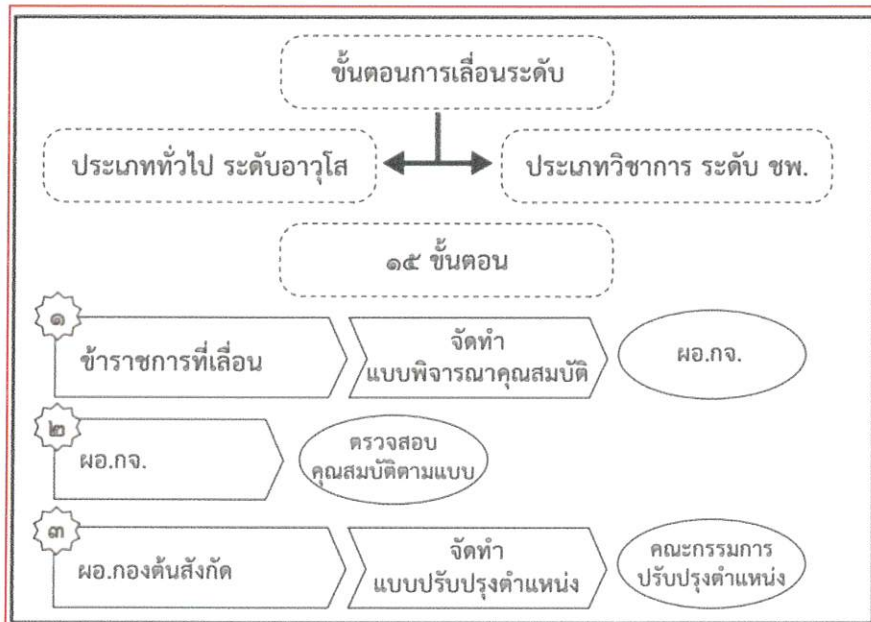 ขั้นตอนการเลื่อนระดับ
ประเภททั่วไป ระดับอาวุโส
ประเภทวิชาการ ระดับ ชพ.
๑๕ ขั้นตอน
๑
ข้าราชการที่เลื่อน
จัดทำ
แบบพิจารณาคุณสมบัติ
ผอ.กจ.
๒
ผอ.กจ.
ตรวจสอบ
คุณสมบัติตามแบบ
๓
ผอ.กองต้นสังกัด
จัดทำ
แบบปรับปรุงตำแหน่ง
คณะกรรมการ
ปรับปรุงตำแหน่ง